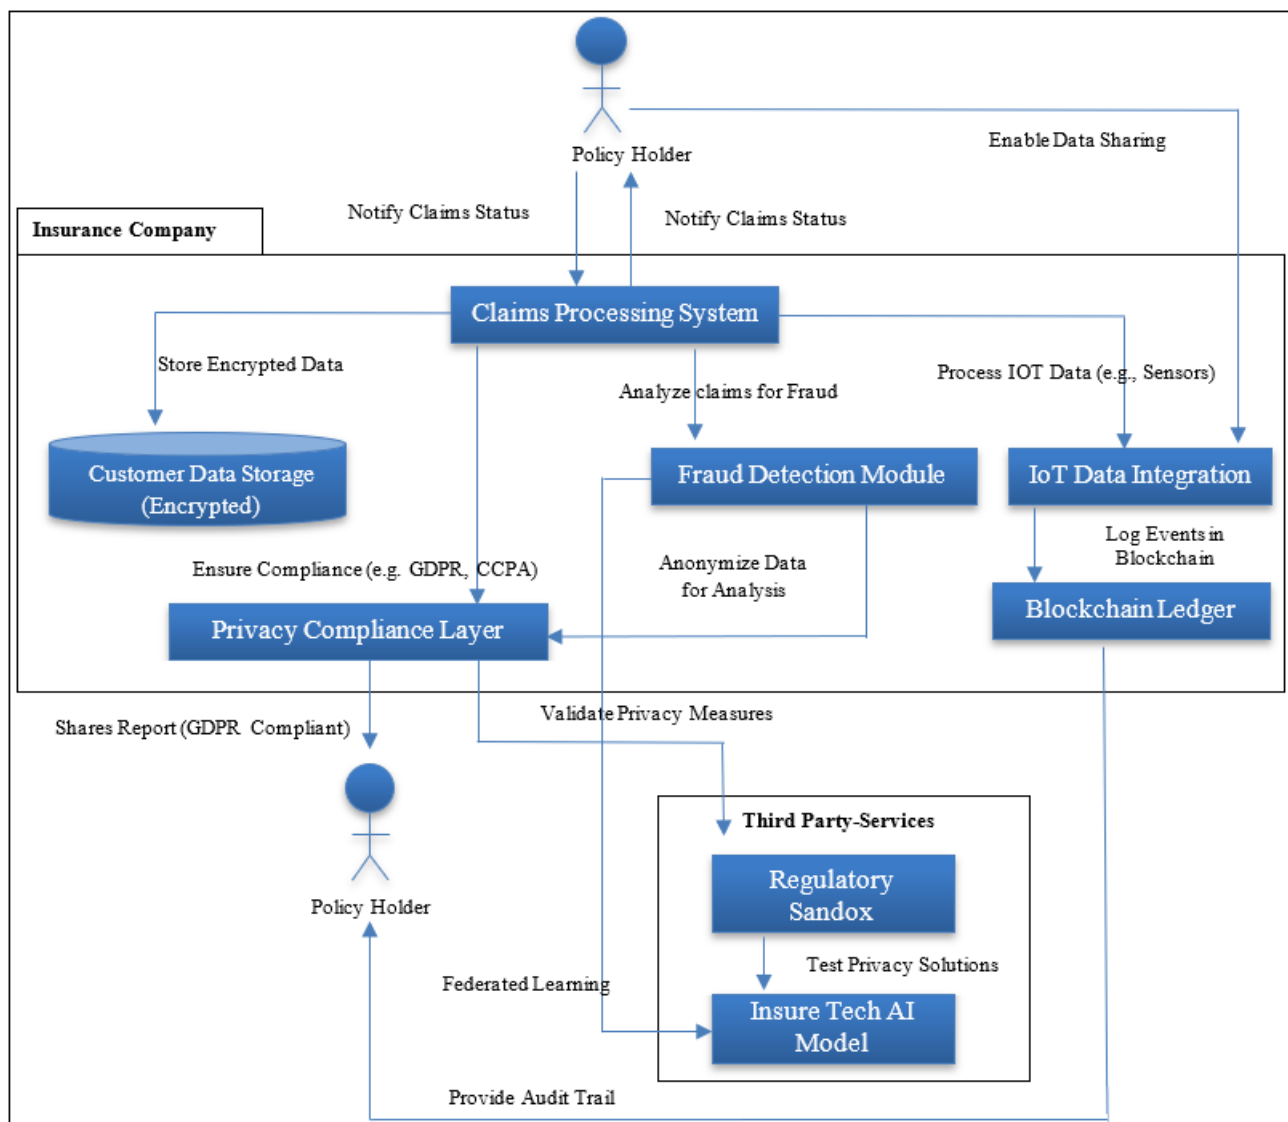 Policy Holder
Enable Data Sharing
Notify Claims Status
Notify Claims Status
Insurance Company
Claims Processing System
Store Encrypted Data
Analyze claims for Fraud
Process IOT Data (e.g., Sensors)
Customer Data Storage
(Encrypted)
Fraud Detection Module
IoT Data Integration
Log Events in
Blockchain
Ensure Compliance (e.g. GDPR, CCPA)
Anonymize Data
for Analysis
Privacy Compliance Layer
Blockchain Ledger
Shares Report (GDPR Compliant)
Validate Privacy Measures
Third Party-Services
Regulatory
Sandox
Policy Holder
Test Privacy Solutions
Federated Learning
Insure Tech AI
Model
Provide Audit Trail